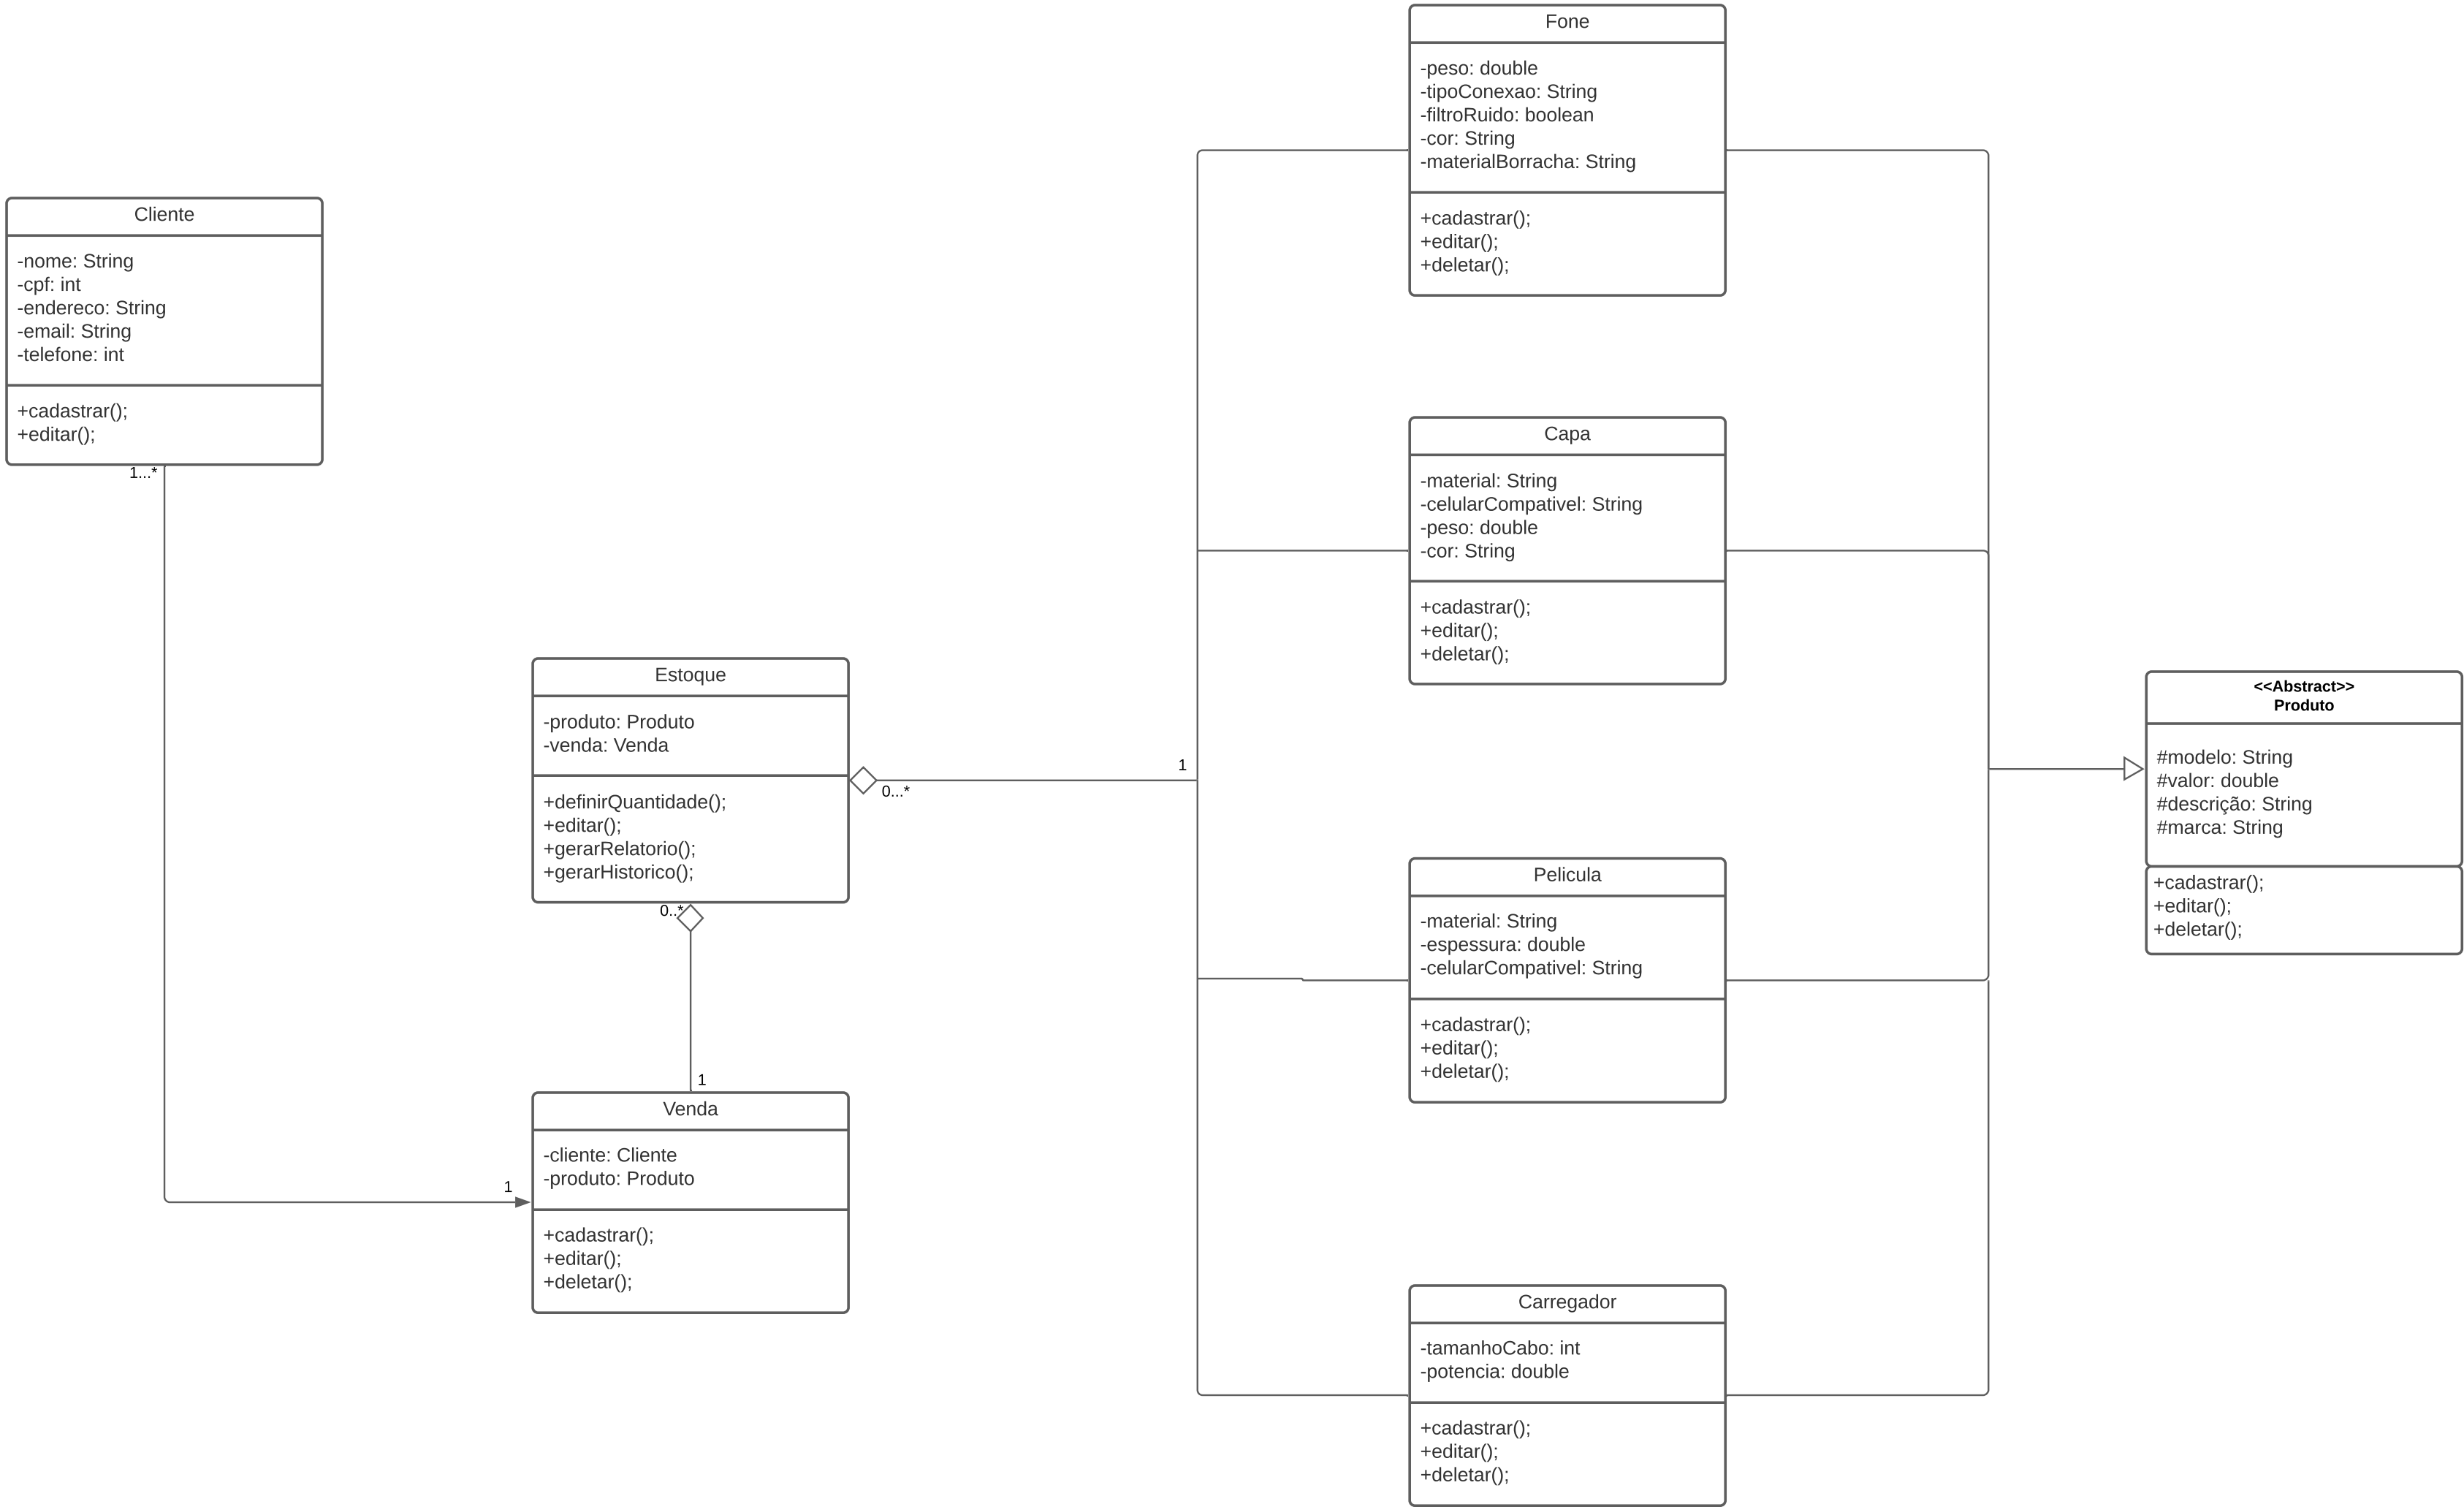 Fone
-peso: double
-tipoConexao: String
-filtroRuido: boolean
-cor: String
-materialBorracha: String
+cadastrar();
+editar();
+deletar();
Cliente
-nome: String
-cpf: int
-endereco: String
-email: String
-telefone: int
+cadastrar();
+editar();
1...*
Capa
-material: String
-celularCompativel: String
-peso: double
-cor: String
+cadastrar();
+editar();
+deletar();
Estoque
-produto: Produto
-venda: Venda
+definirQuantidade();
+editar();
+gerarRelatorio();
+gerarHistorico();
1
0...*
0..*
<<Abstract>>
Produto
#modelo: String
#valor: double
#descrição: String
#marca: String
+cadastrar();
+editar();
+deletar();
Pelicula
-material: String
-espessura: double
-celularCompativel: String
+cadastrar();
+editar();
+deletar();
1
Venda
-cliente: Cliente
-produto: Produto
+cadastrar();
+editar();
+deletar();
1
Carregador
-tamanhoCabo: int
-potencia: double
+cadastrar();
+editar();
+deletar();